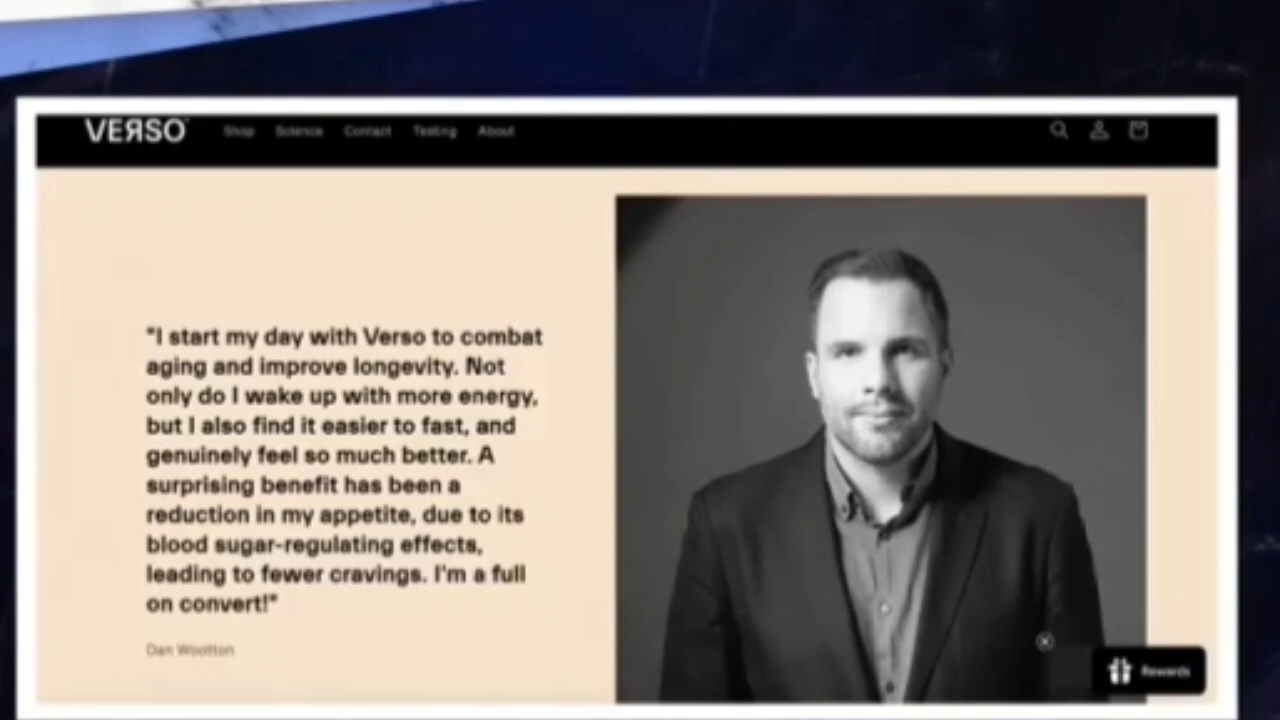 VEЯSO
Shop Science Contact Testing About
"I start my day with Verso to combat
aging and improve longevity. Not
only do I wake up with more energy,
but I also find it easier to fast, and
genuinely feel so much better. A
surprising benefit has been a
reduction in my appetite, due to its
blood sugar-regulating effects,
leading to fewer cravings. I'm a full
on convert!"
Dan Wootton
Rewards